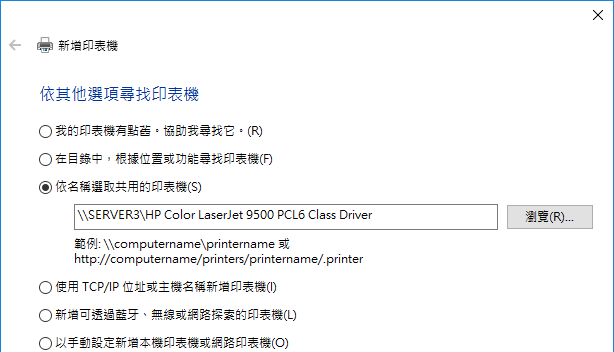 新增印表機
依其他選項尋找印表機
我的印表機有點舊。協助我尋找它。(R)
在目錄中，根據位置或功能尋找印表機(F)
依名稱選取共用的印表機(S)
\\SERVER3\HP Color LaserJet 9500 PCL6 Class Driver
瀏覽(R)...
範例: \\computername\printername 或
http://computername/printers/printername/.printer
使用 TCP/IP 位址或主機名稱新增印表機(I)
新增可透過藍牙、無線或網路探索的印表機(L)
以手動設定新增本機印表機或網路印表機(O)